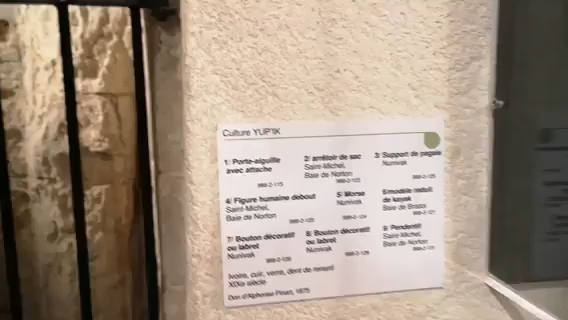 Culture YUP'IK
1/ Porte-aiguille
avec attache
2/ arrêtoir de sac
Saint-Michel,
Baie de Norton
3/ Support de pagaie
Nunivak
4/ Figure humaine debout
Saint-Michel,
Baie de Norton
5/ Morse
Nunivak
6/ modèle réduit
de kayak
Baie de Bristol
7/ Bouton décoratif
ou labret
Nunivak
8/ Bouton décoratif
ou labret
Nunivak
9/ Pendentif
Saint-Michel,
Baie de Norton
Ivoire, cuir, verre, dent de renard
XIXe siècle
Don d'Alphonse Pinart, 1875